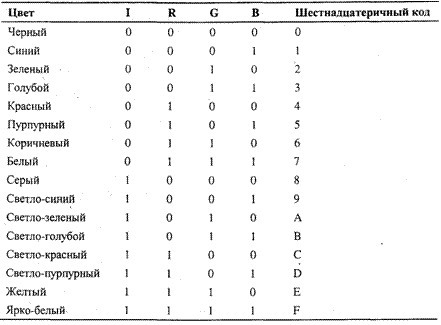 Цвет I R G B Шестнадцатеричный код
Черный 0 0 0 0 0
Синий 0 0 0 1 1
Зеленый 0 0 1 0 2
Голубой 0 0 1 1 3
Красный 0 1 0 0 4
Пурпурный 0 1 0 1 5
Коричневый 0 1 1 0 6
Белый 0 1 1 1 7
Серый 1 0 0 0 8
Светло-синий 1 0 0 1 9
Светло-зеленый 1 0 1 0 A
Светло-голубой 1 0 1 1 B
Светло-красный 1 1 0 0 C
Светло-пурпурный 1 1 0 1 D
Желтый 1 1 1 0 E
Ярко-белый 1 1 1 1 F